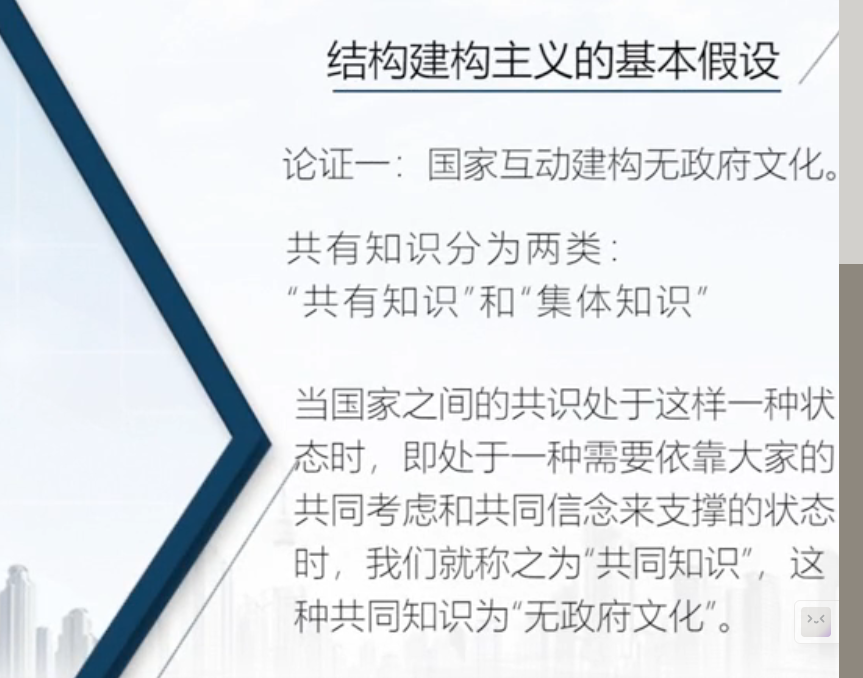 结构建构主义的基本假设
论证一：国家互动建构无政府文化。
共有知识分为两类：
“共有知识”和“集体知识”
当国家之间的共识处于这样一种状
态时，即处于一种需要依靠大家的
共同考虑和共同信念来支撑的状态
时，我们就称之为“共同知识”，这
种共同知识为“无政府文化”。